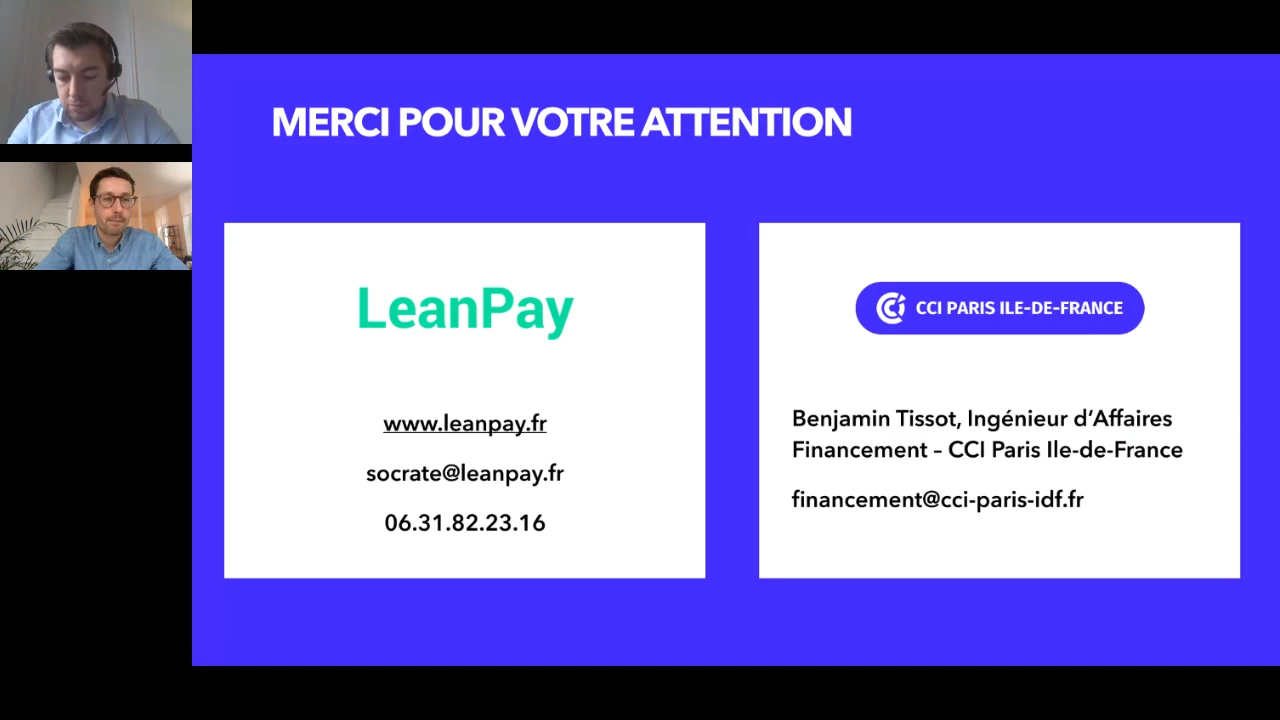 MERCI POUR VOTRE ATTENTION
LeanPay
www.leanpay.fr
socrate@leanpay.fr
06.31.82.23.16
CCI PARIS ILE-DE-FRANCE
Benjamin Tissot, Ingénieur d’Affaires
Financement – CCI Paris Ile-de-France
financement@cci-paris-idf.fr